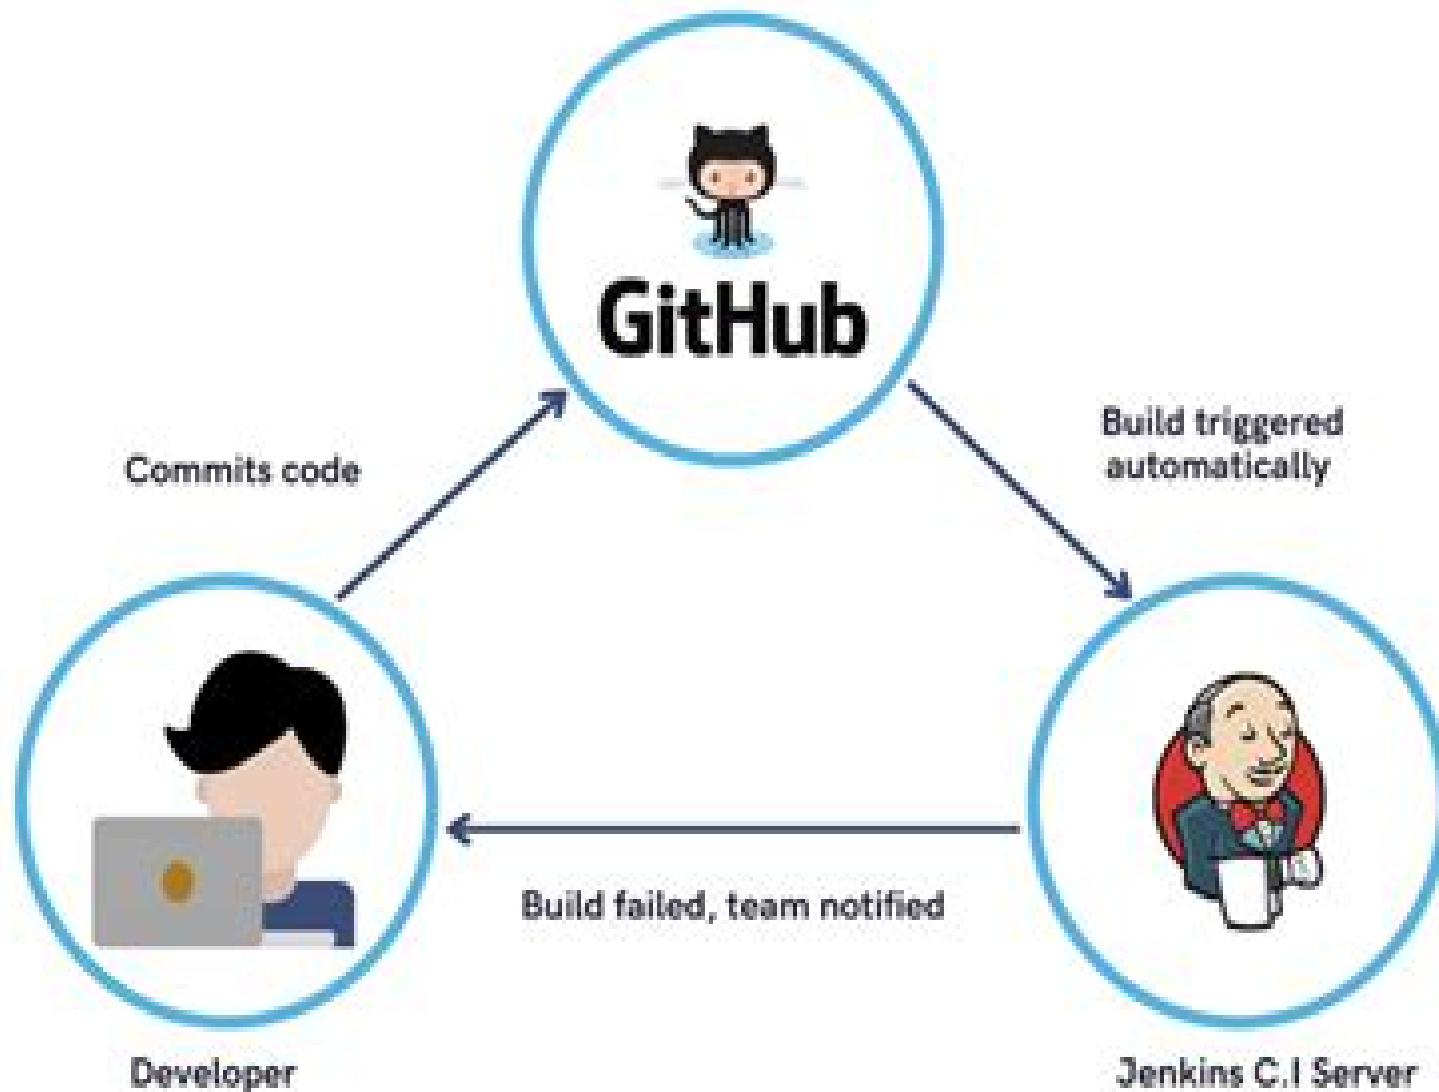 GitHub
Commits code
Build triggered
automatically
Build failed, team notified
Developer
Jenkins C.I Server